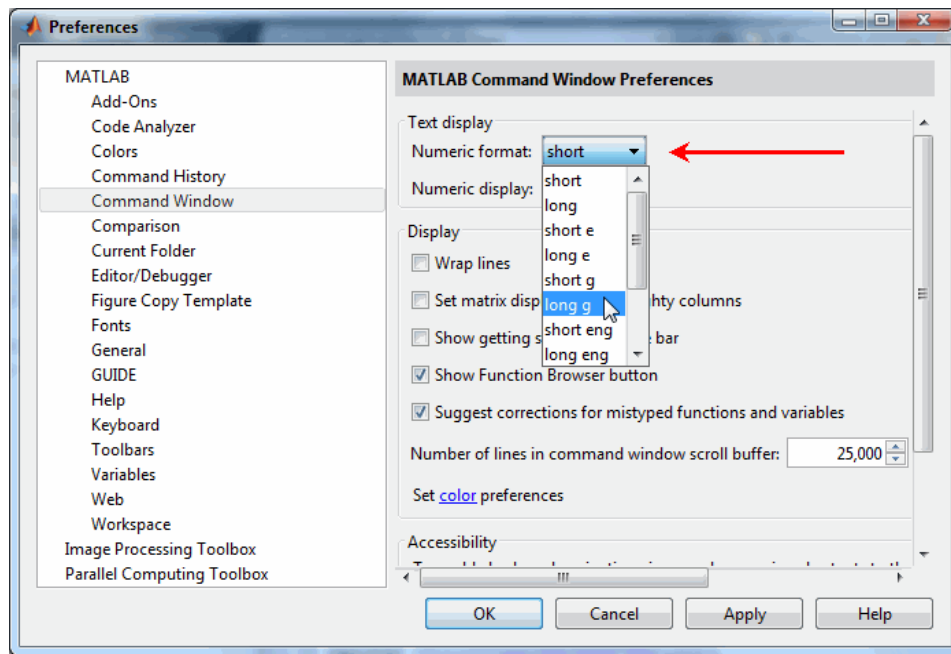 Preferences
MATLAB
Add-Ons
Code Analyzer
Colors
Command History
Command Window
Comparison
Current Folder
Editor/Debugger
Figure Copy Template
Fonts
General
GUIDE
Help
Keyboard
Toolbars
Variables
Web
Workspace
Image Processing Toolbox
Parallel Computing Toolbox
MATLAB Command Window Preferences
Text display
Numeric format: short
short
long
short e
long e
short g
long g
short eng
long eng
Numeric display:
Display
Wrap lines
Set matrix disp hty columns
Show getting s bar
Show Function Browser button
Suggest corrections for mistyped functions and variables
Number of lines in command window scroll buffer: 25,000
Set color preferences
Accessibility
OK Cancel Apply Help